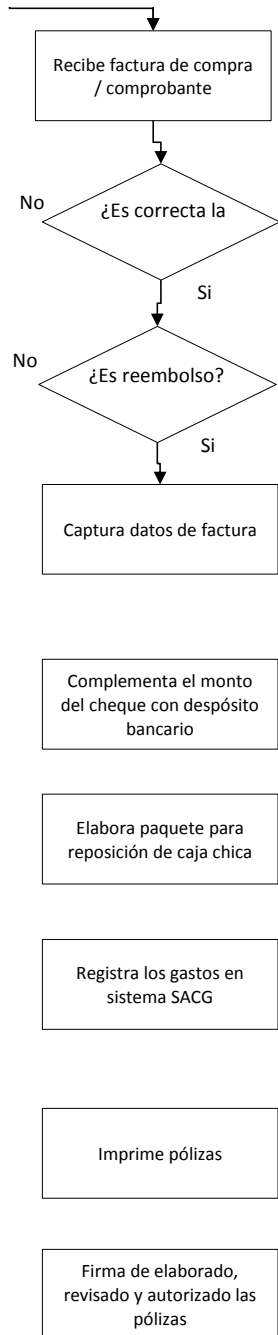 Recibe factura de compra
/ comprobante
No
¿Es correcta la
Si
No
¿Es reembolso?
Si
Captura datos de factura
Complementa el monto
del cheque con despósito
bancario
Elabora paquete para
reposición de caja chica
Registra los gastos en
sistema SACG
Imprime pólizas
Firma de elaborado,
revisado y autorizado las
pólizas